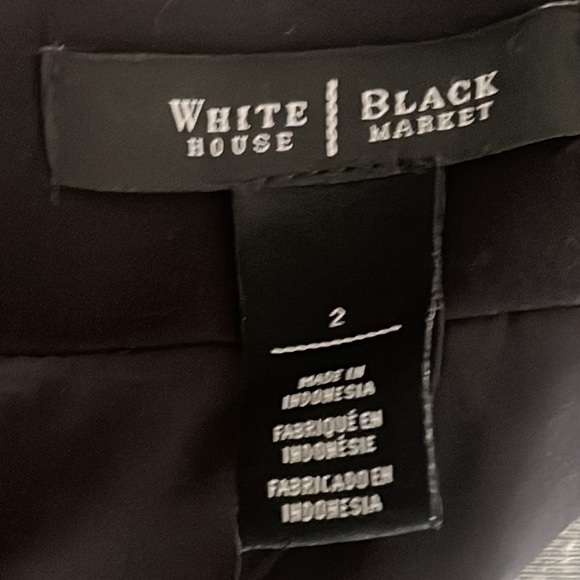 WHITE HOUSE | BLACK MARKET
2
MADE IN
INDONESIA
FABRIQUÉ EN
INDONÉSIE
FABRICADO EN
INDONESIA